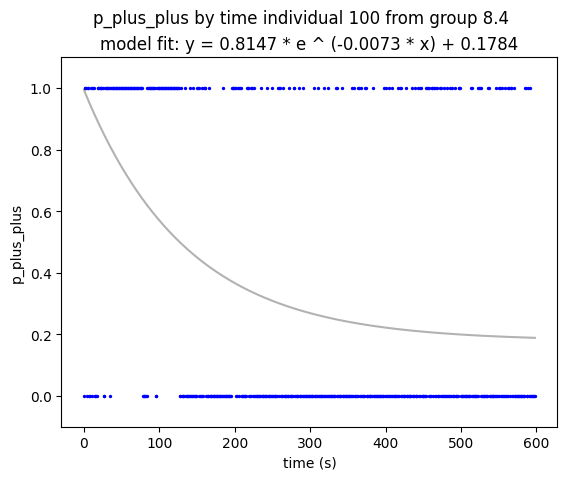 p_plus_plus by time individual 100 from group 8.4
model fit: y = 0.8147 * e ^ (-0.0073 * x) + 0.1784
1.0
0.8
0.6
0.4
0.2
0.0
p_plus_plus
0 100 200 300 400 500 600
time (s)